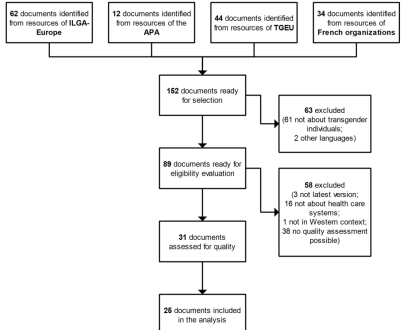 62 documents identified
from resources of ILGA-
Europe
12 documents identified
from resources of the
APA
44 documents identified
from resources of TGEU
34 documents identified
from resources of
French organizations
152 documents ready
for selection
63 excluded
(61 not about transgender
individuals;
2 other languages)
89 documents ready for
eligibility evaluation
58 excluded
(3 not latest version;
16 not about health care
systems;
1 not in Western context;
38 no quality assessment
possible)
31 documents
assessed for quality
25 documents included
in the analysis